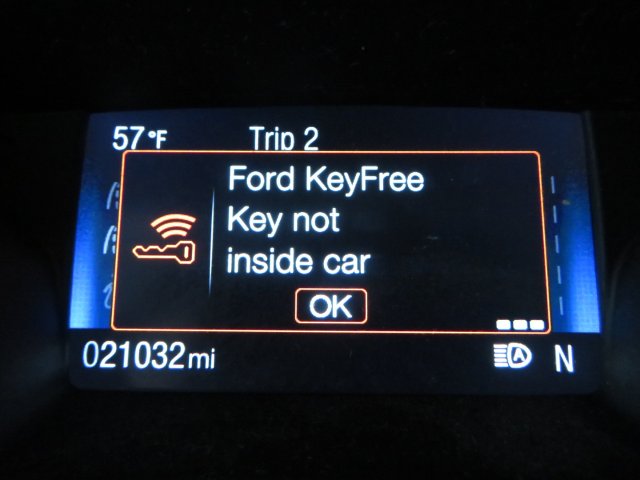 57°F Trip 2
Ford KeyFree
Key not
inside car
OK
021032mi A N